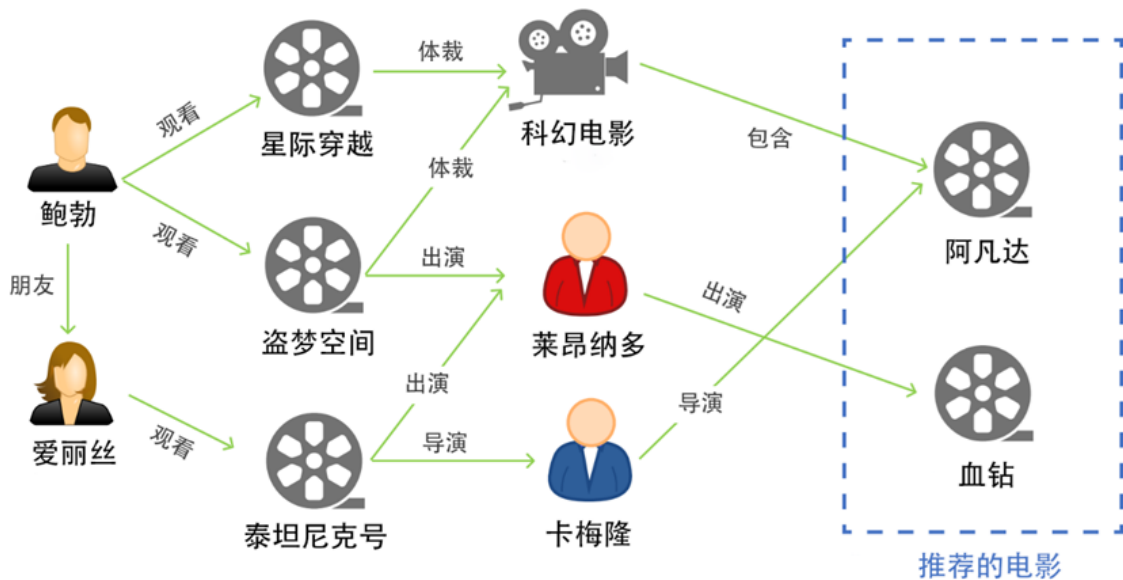 体裁
观看
星际穿越
科幻电影
包含
体裁
鲍勃
观看
出演
阿凡达
朋友
盗梦空间
莱昂纳多
出演
出演
导演
爱丽丝
观看
导演
血钻
泰坦尼克号
卡梅隆
推荐的电影